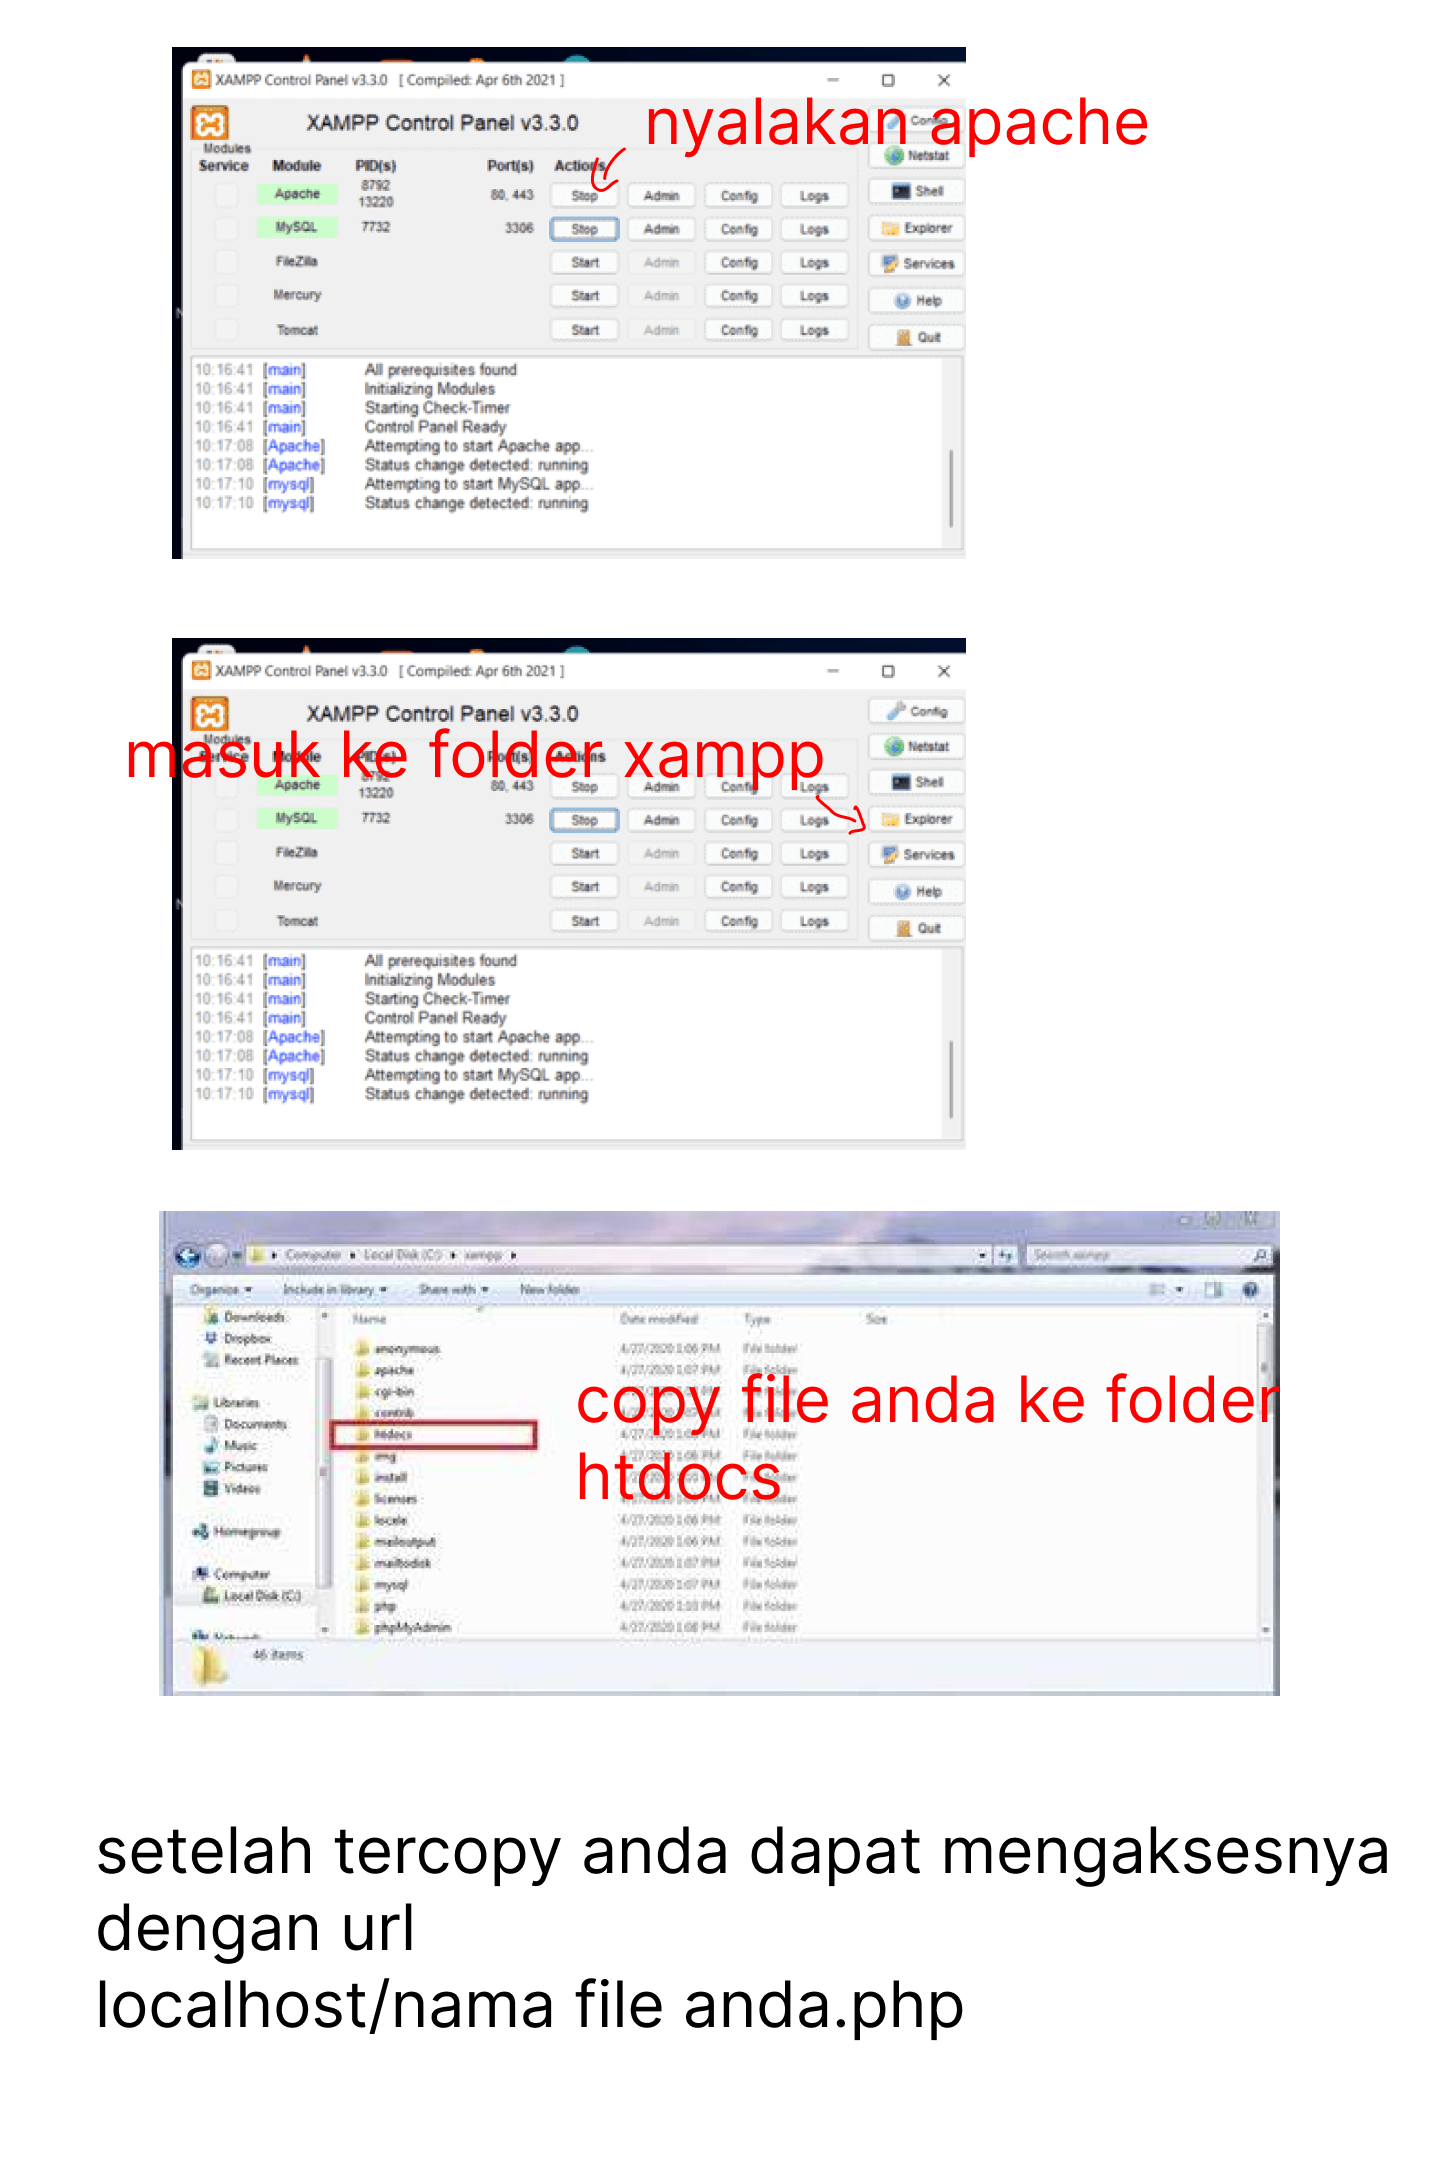 XAMPP Control Panel v3.3.0 [ Compiled: Apr 6th 2021 ]
XAMPP Control Panel v3.3.0
nyalakan apache
Config
Modules
Service Module PID(s) Port(s) Actions
Netstat
Apache 8792 13220 80, 443 Stop Admin Config Logs
Shell
MySQL 7732 3306 Stop Admin Config Logs
Explorer
FileZilla Start Admin Config Logs
Services
Mercury Start Admin Config Logs
Help
Tomcat Start Admin Config Logs
Quit
10:16:41 [main] All prerequisites found
10:16:41 [main] Initializing Modules
10:16:41 [main] Starting Check-Timer
10:16:41 [main] Control Panel Ready
10:17:08 [Apache] Attempting to start Apache app...
10:17:08 [Apache] Status change detected: running
10:17:10 [mysql] Attempting to start MySQL app...
10:17:10 [mysql] Status change detected: running
XAMPP Control Panel v3.3.0 [ Compiled: Apr 6th 2021 ]
XAMPP Control Panel v3.3.0
Config
Modules
masuk ke folder xampp
Service Module PID(s) Port(s) Actions
Netstat
Apache 8792 13220 80, 443 Stop Admin Config Logs
Shell
MySQL 7732 3306 Stop Admin Config Logs
Explorer
FileZilla Start Admin Config Logs
Services
Mercury Start Admin Config Logs
Help
Tomcat Start Admin Config Logs
Quit
10:16:41 [main] All prerequisites found
10:16:41 [main] Initializing Modules
10:16:41 [main] Starting Check-Timer
10:16:41 [main] Control Panel Ready
10:17:08 [Apache] Attempting to start Apache app...
10:17:08 [Apache] Status change detected: running
10:17:10 [mysql] Attempting to start MySQL app...
10:17:10 [mysql] Status change detected: running
Computer Local Disk (C:) xampp Search xampp
Organize Include in library Share with New folder
Downloads
Dropbox
Recent Places
Libraries
Documents
Music
Pictures
Videos
Homegroup
Computer
Local Disk (C:)
Network
Name Date modified Type Size
anonymous 4/27/2020 1:06 PM File folder
apache 4/27/2020 1:07 PM File folder
cgi-bin
contrib
htdocs
img File folder
install
licenses File folder
locale 4/27/2020 1:06 PM File folder
mailoutput 4/27/2020 1:06 PM File folder
mailtodisk 4/27/2020 1:07 PM File folder
mysql 4/27/2020 1:07 PM File folder
php 4/27/2020 1:10 PM File folder
phpMyAdmin 4/27/2020 1:08 PM File folder
46 items
copy file anda ke folder
htdocs
setelah tercopy anda dapat mengaksesnya
dengan url
localhost/nama file anda.php